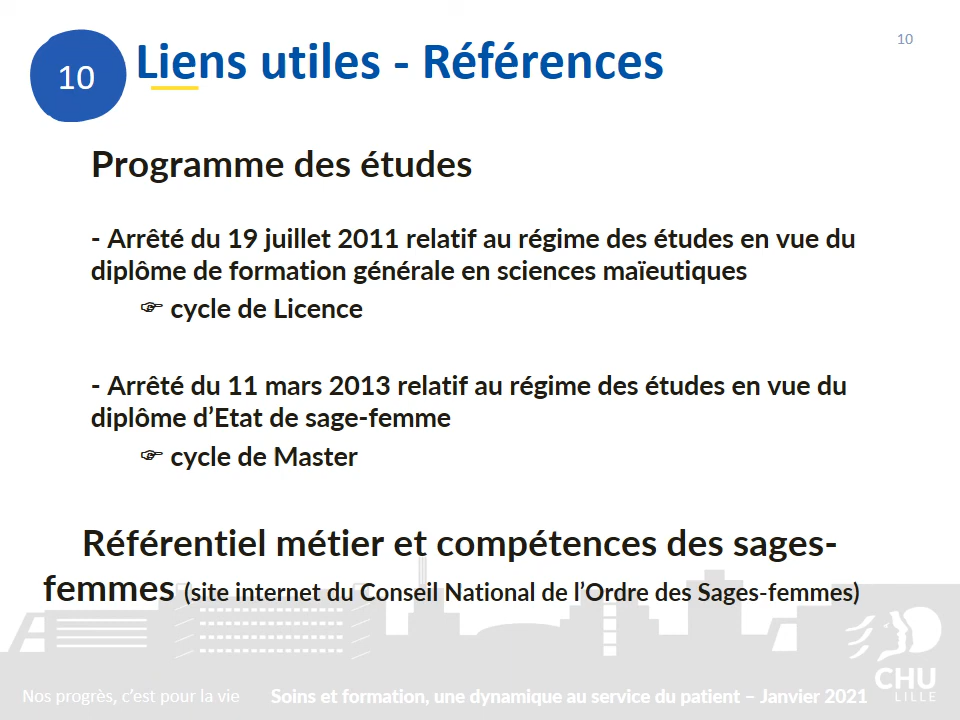 10
Liens utiles - Références
10
Programme des études
- Arrêté du 19 juillet 2011 relatif au régime des études en vue du
diplôme de formation générale en sciences maïeutiques
☞ cycle de Licence
- Arrêté du 11 mars 2013 relatif au régime des études en vue du
diplôme d’Etat de sage-femme
☞ cycle de Master
Référentiel métier et compétences des sages-
femmes (site internet du Conseil National de l’Ordre des Sages-femmes)
Nos progrès, c’est pour la vie
Soins et formation, une dynamique au service du patient – Janvier 2021
CHU
LILLE